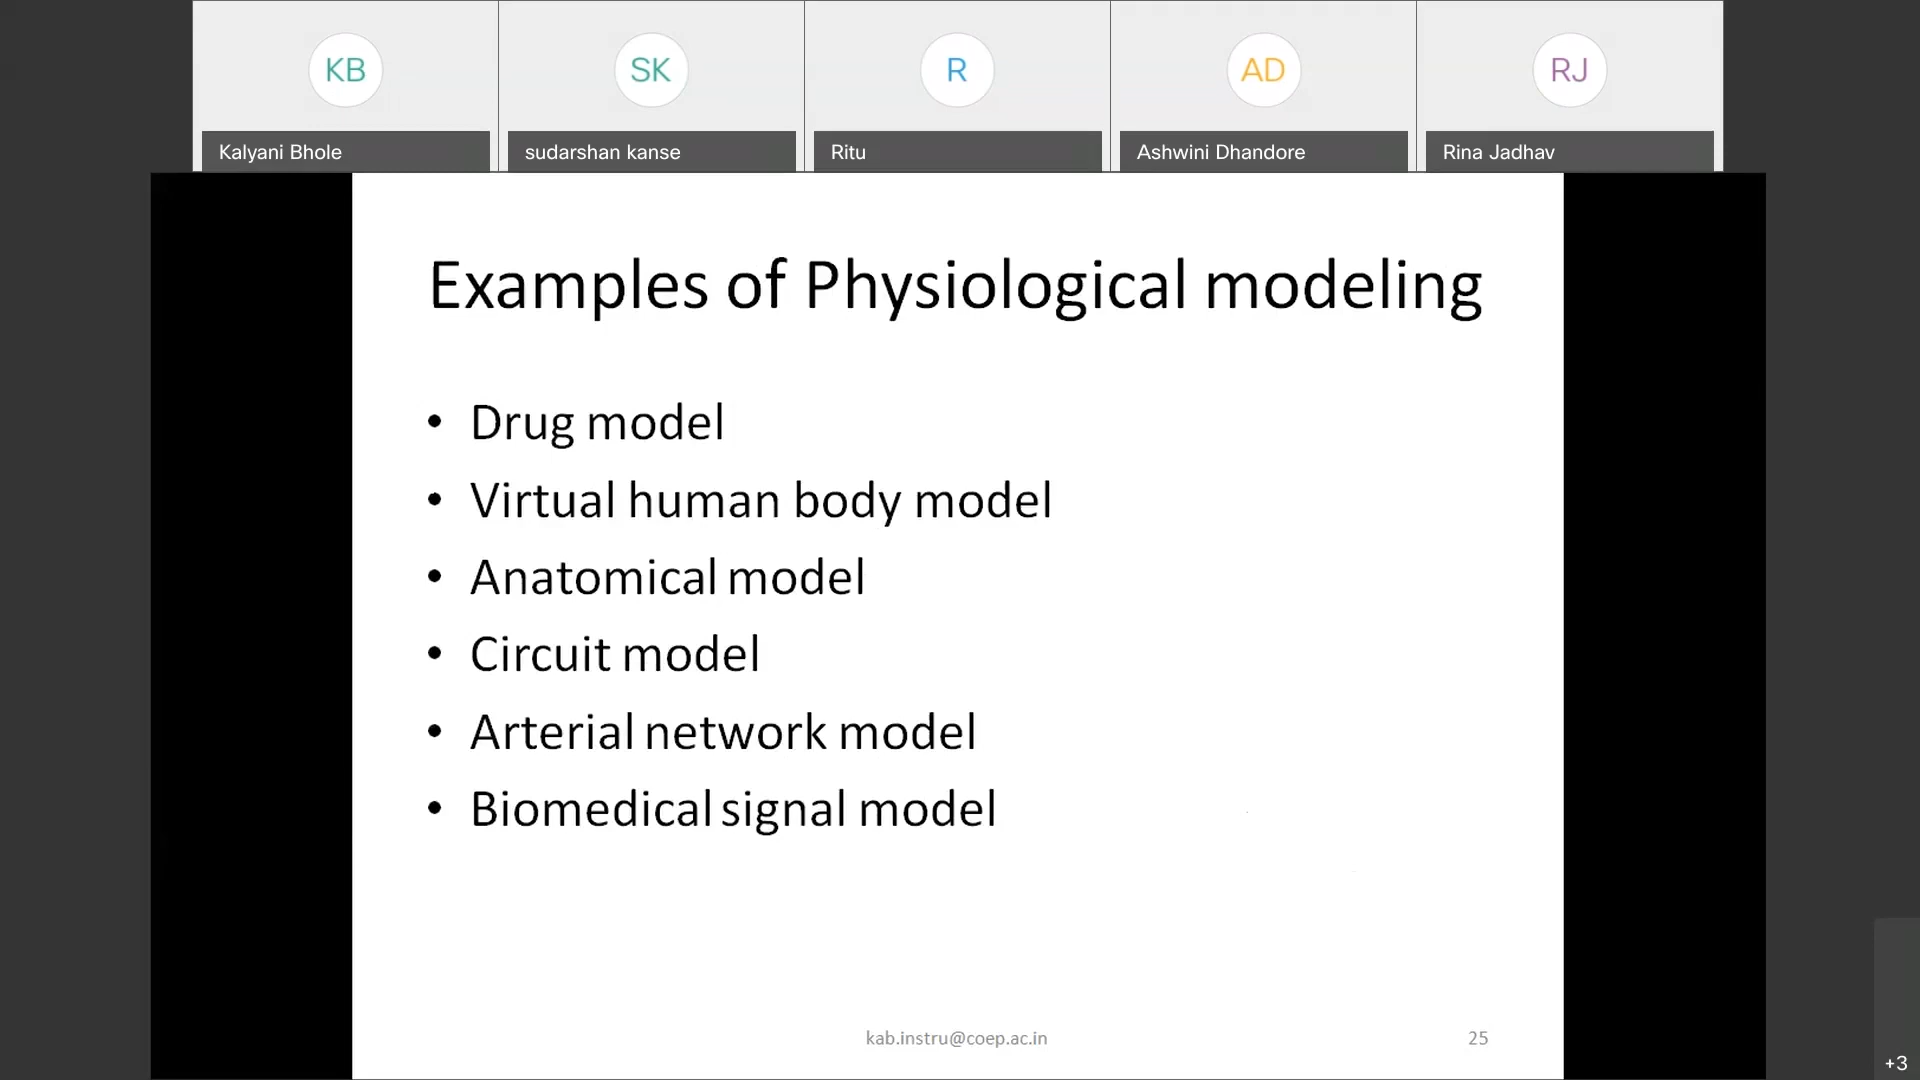 KB
SK
R
AD
RJ
Kalyani Bhole
sudarshan kanse
Ritu
Ashwini Dhandore
Rina Jadhav
Examples of Physiological modeling
• Drug model
• Virtual human body model
• Anatomical model
• Circuit model
• Arterial network model
• Biomedical signal model
kab.instru@coep.ac.in
25
+3